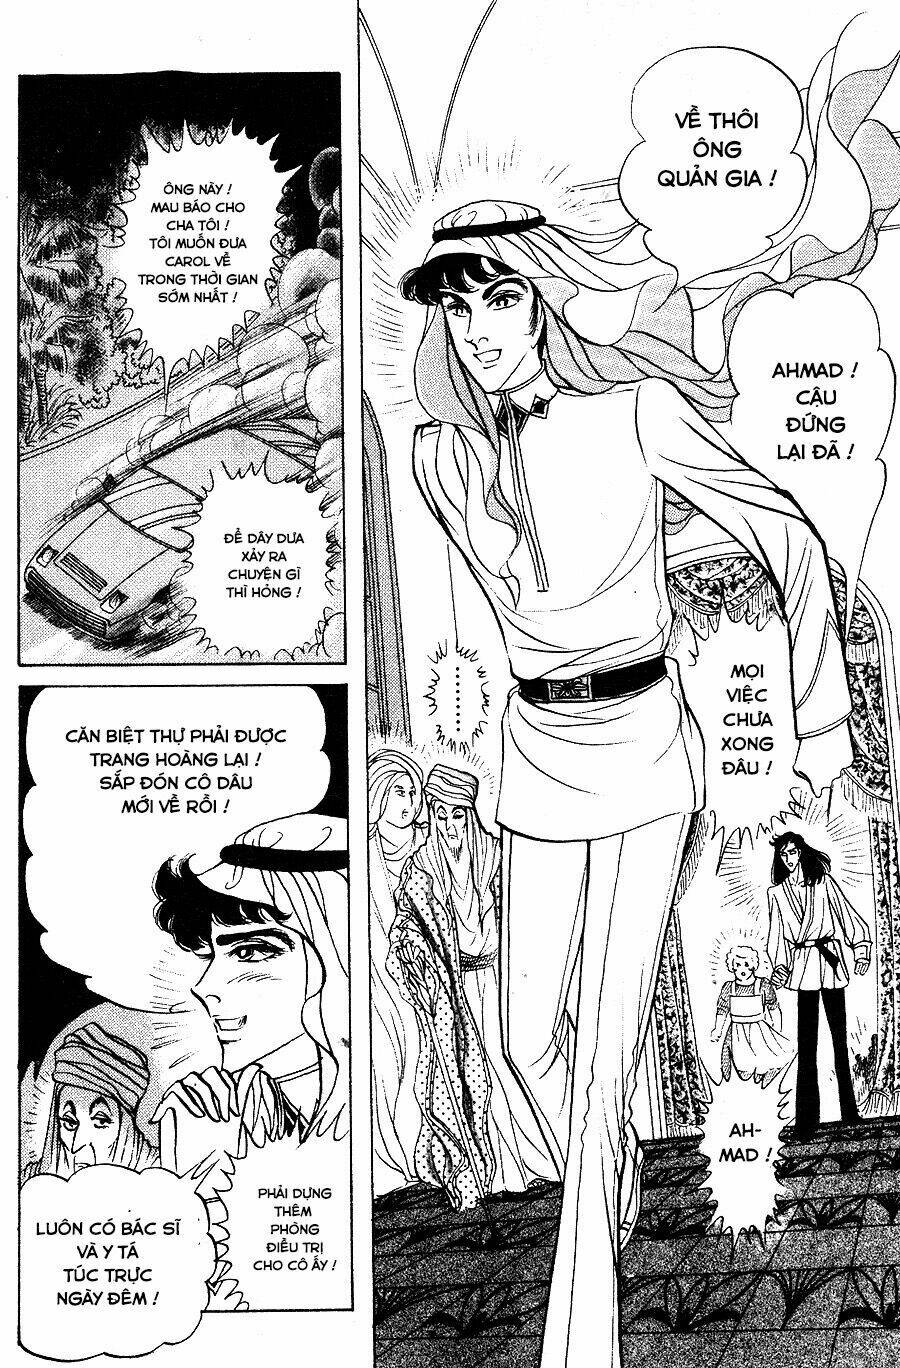 VỀ THÔI
ÔNG
QUẢN GIA !
AHMAD !
CẬU
ĐỨNG
LẠI ĐÃ !
MỌI
VIỆC
CHƯA
XONG
ĐÂU !
.........
AH-
MAD !
ÔNG NÀY !
MAU BÁO CHO
CHA TÔI !
TÔI MUỐN ĐƯA
CAROL VỀ
TRONG THỜI GIAN
SỚM NHẤT !
ĐỂ DÂY DƯA
XẢY RA
CHUYỆN GÌ
THÌ HỎNG !
CĂN BIỆT THỰ PHẢI ĐƯỢC
TRANG HOÀNG LẠI !
SẮP ĐÓN CÔ DÂU
MỚI VỀ RỒI !
PHẢI DỰNG
THÊM
PHÒNG
ĐIỀU TRỊ
CHO CÔ ẤY !
LUÔN CÓ BÁC SĨ
VÀ Y TÁ
TÚC TRỰC
NGÀY ĐÊM !